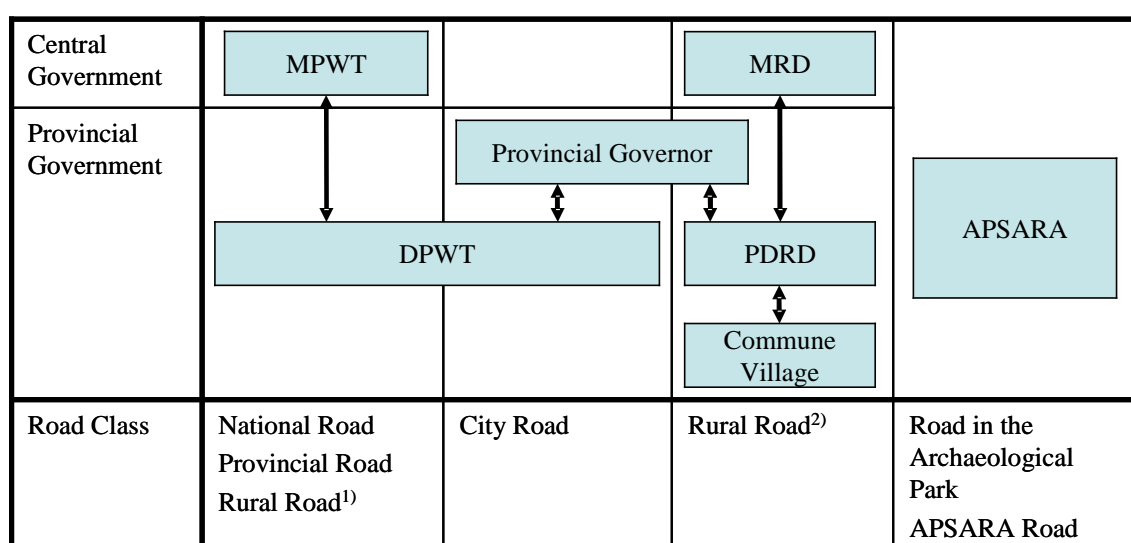 Central
Government
MPWT
MRD
Provincial
Government
Provincial Governor
APSARA
DPWT
PDRD
Commune
Village
Road Class
National Road
Provincial Road
Rural Road1)
City Road
Rural Road2)
Road in the
Archaeological
Park
APSARA Road